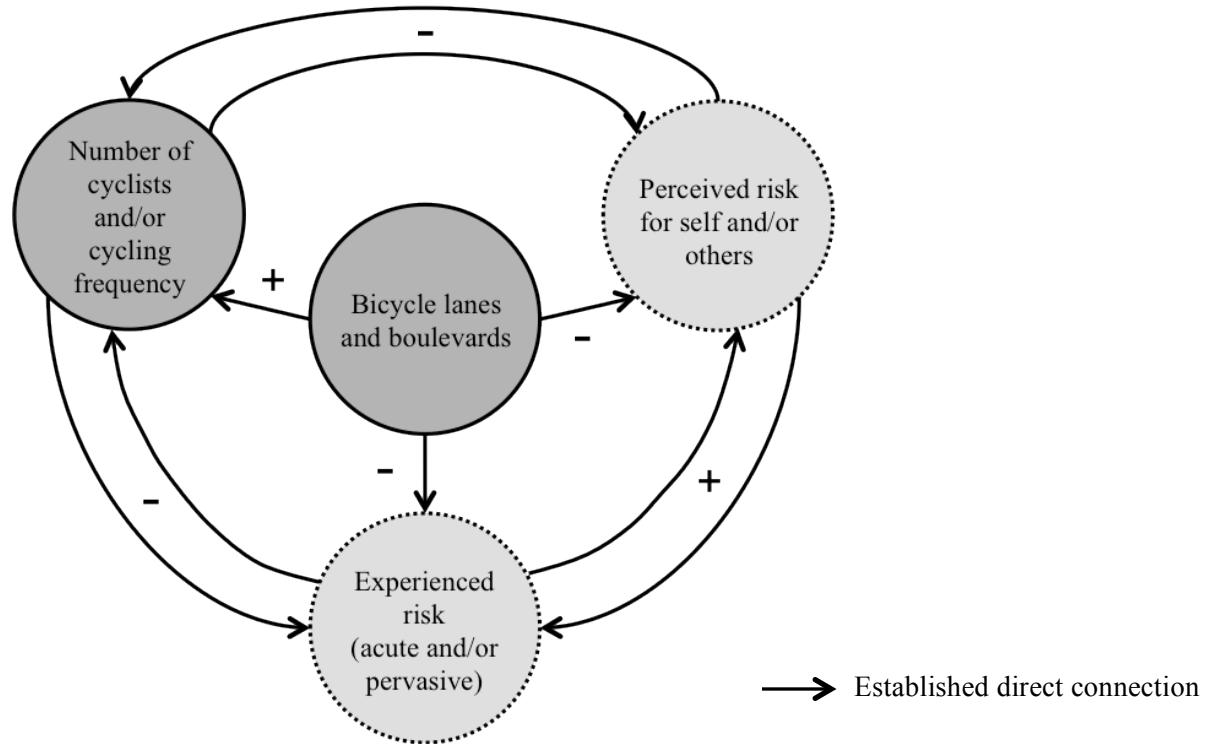 -
Number of
cyclists
and/or
cycling
frequency
Perceived risk
for self and/or
others
+
Bicycle lanes
and boulevards
-
-
-
+
Experienced
risk
(acute and/or
pervasive)
Established direct connection